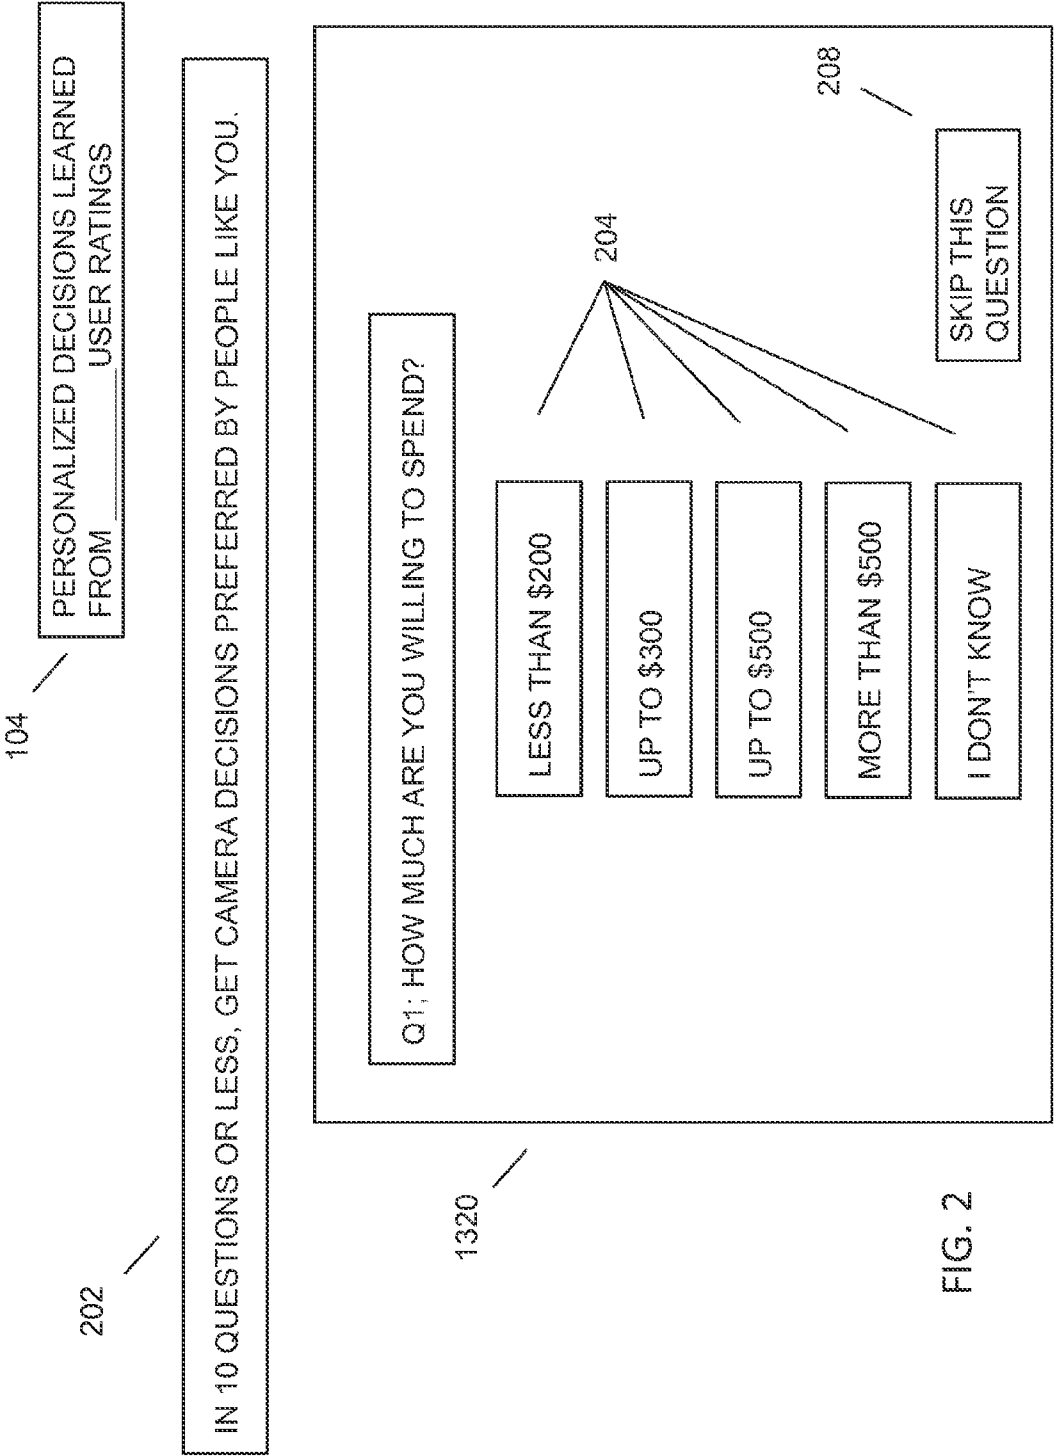 104
PERSONALIZED DECISIONS LEARNED
FROM __________ USER RATINGS
202
IN 10 QUESTIONS OR LESS, GET CAMERA DECISIONS PREFERRED BY PEOPLE LIKE YOU.
1320
Q1; HOW MUCH ARE YOU WILLING TO SPEND?
LESS THAN $200
UP TO $300
UP TO $500
MORE THAN $500
I DON'T KNOW
204
208
SKIP THIS
QUESTION
FIG. 2